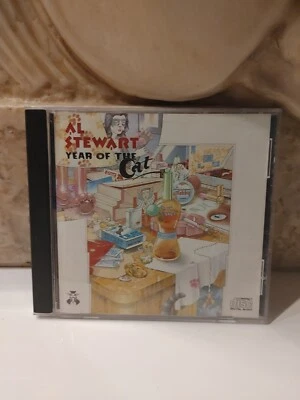 AL
STEWART
YEAR OF THE
Cat